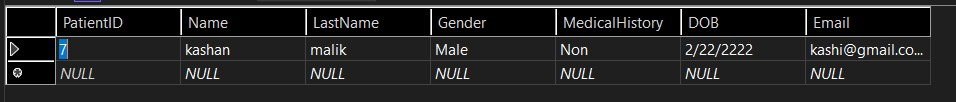 PatientID Name LastName Gender MedicalHistory DOB Email
7 kashan malik Male Non 2/22/2222 kashi@gmail.co...
NULL NULL NULL NULL NULL NULL NULL